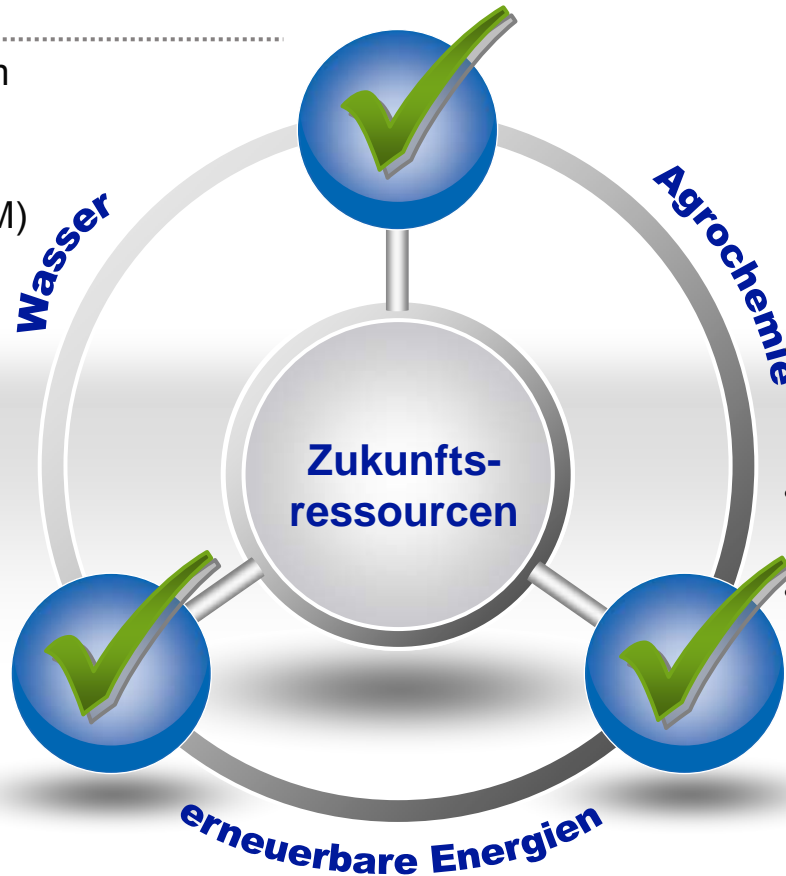 n
M)
Wasser
Agrochemie
Zukunfts-
ressourcen
erneuerbare Energien